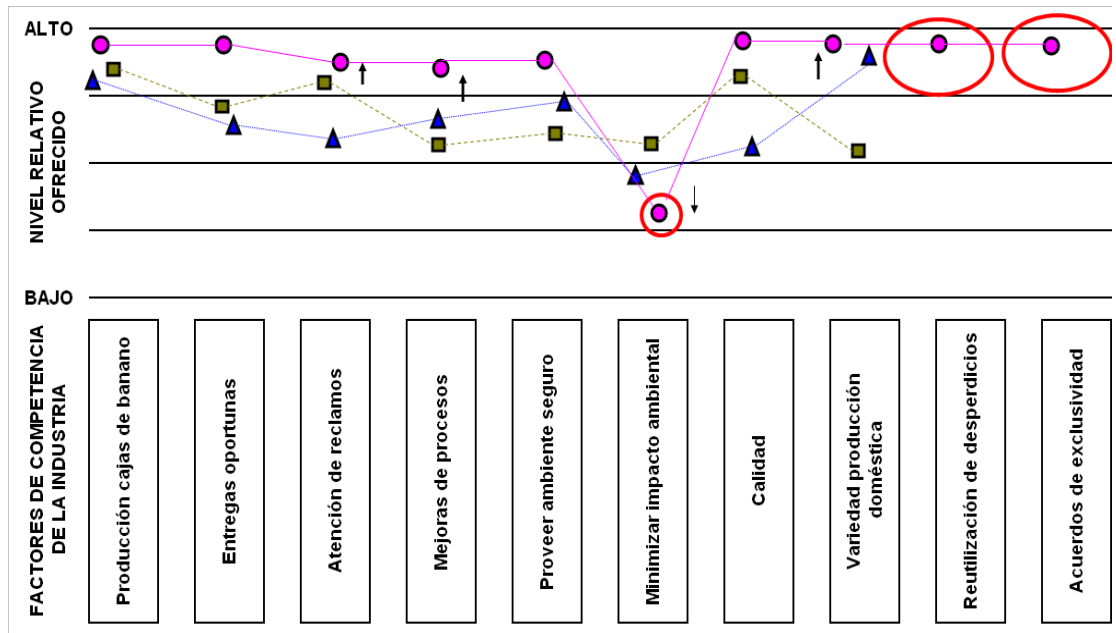 ALTO
NIVEL RELATIVO
OFRECIDO
BAJO
FACTORES DE COMPETENCIA
DE LA INDUSTRIA
Producción cajas de banano
Entregas oportunas
Atención de reclamos
Mejoras de procesos
Proveer ambiente seguro
Minimizar impacto ambiental
Calidad
Variedad producción
doméstica
Reutilización de desperdicios
Acuerdos de exclusividad